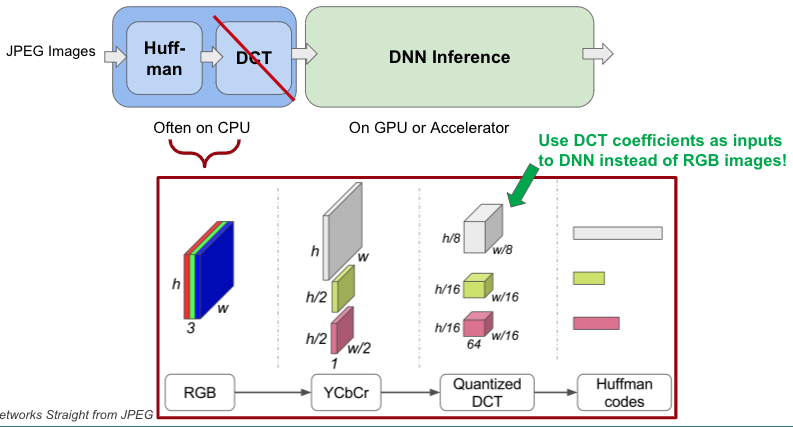 JPEG Images
Huff-
man
DCT
DNN Inference
Often on CPU
On GPU or Accelerator
Use DCT coefficients as inputs
to DNN instead of RGB images!
h
w
3
h
w
h/2
h/2
w/2
1
h/8
w/8
h/16
w/16
h/16
w/16
64
RGB
YCbCr
Quantized
DCT
Huffman
codes
etworks Straight from JPEG